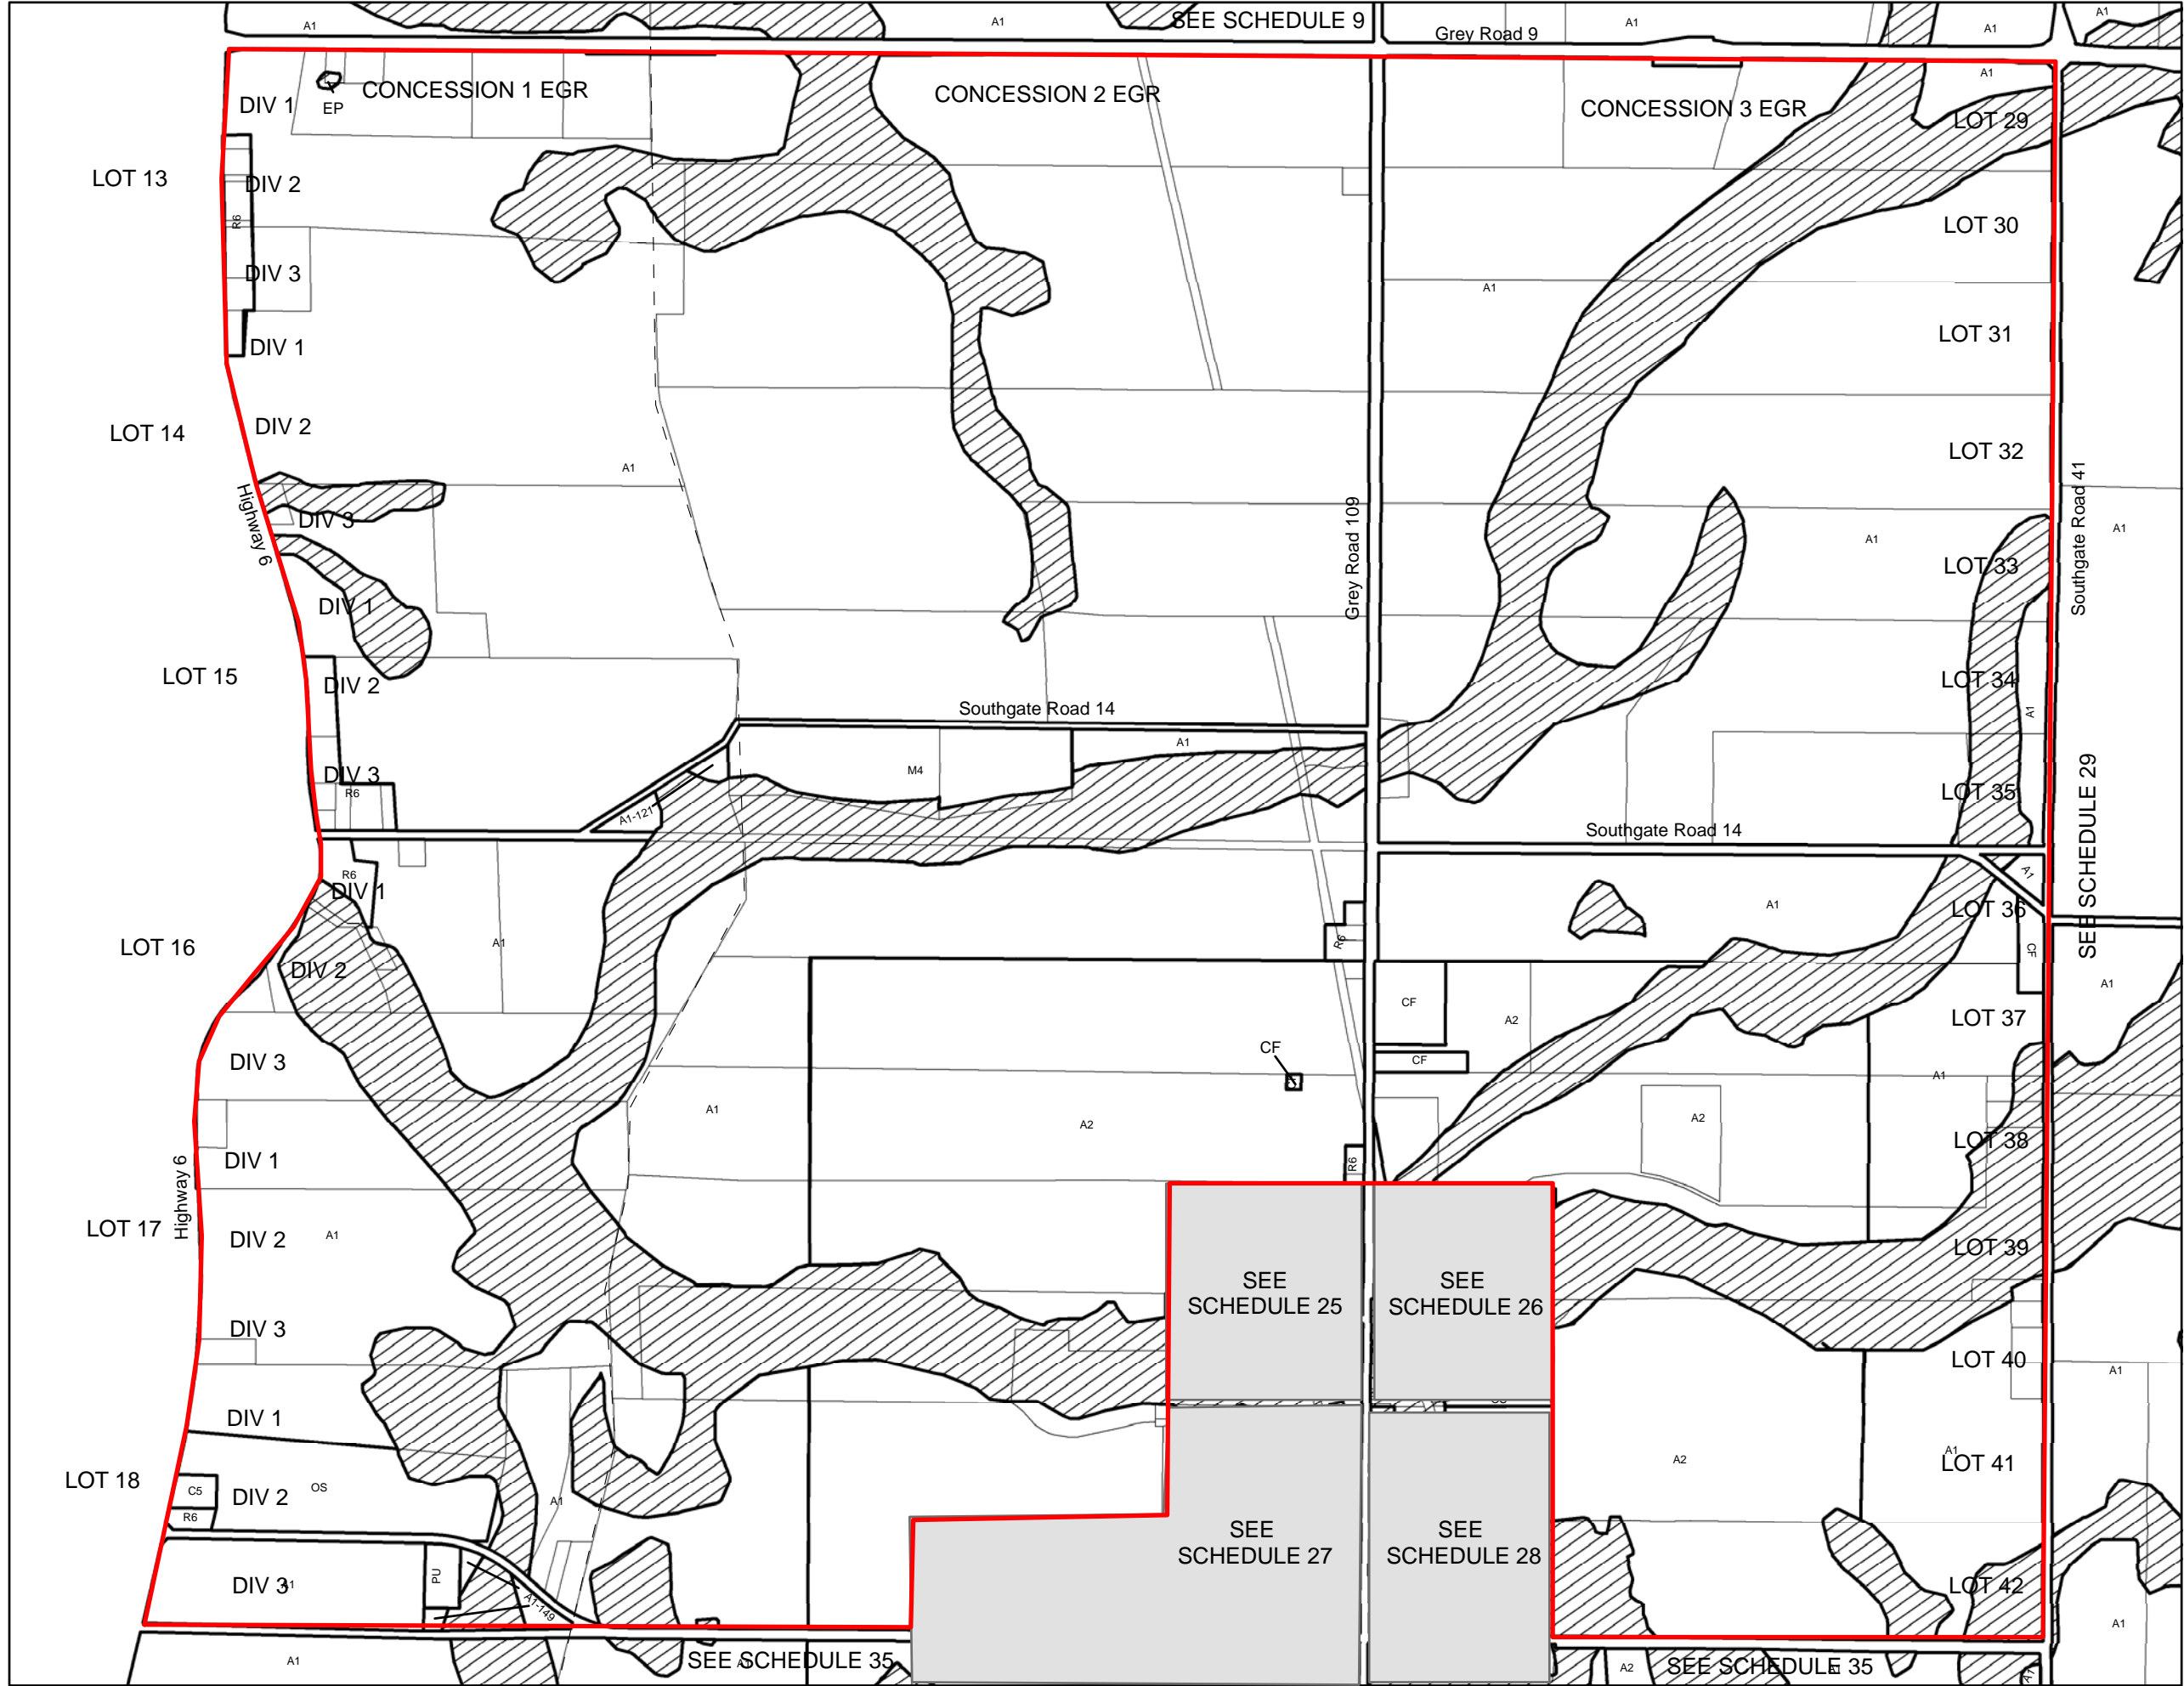 A1
A1
SEE SCHEDULE 9
Grey Road 9
A1
A1
A1
DIV 1
EP
CONCESSION 1 EGR
CONCESSION 2 EGR
CONCESSION 3 EGR
A1
LOT 29
LOT 13
DIV 2
R6
DIV 3
LOT 30
A1
DIV 1
LOT 31
LOT 14
DIV 2
A1
LOT 32
Highway 6
DIV 3
Grey Road 109
A1
LOT 33
Southgate Road 41
A1
DIV 1
LOT 15
DIV 2
LOT 34
A1
Southgate Road 14
A1
M4
DIV 3
R6
A1-121
LOT 35
Southgate Road 14
SEE SCHEDULE 29
R6
DIV 1
A1
A1
LOT 36
LOT 16
A1
R6
CF
DIV 2
A1
CF
A2
LOT 37
CF
CF
DIV 3
A1
A1
A2
A2
LOT 38
DIV 1
R6
Highway 6
LOT 17
DIV 2
A1
LOT 39
SEE
SCHEDULE 25
SEE
SCHEDULE 26
DIV 3
LOT 40
A1
DIV 1
A2
A1
LOT 41
LOT 18
C5
DIV 2
OS
R6
A1
SEE
SCHEDULE 27
SEE
SCHEDULE 28
DIV 3
A1
PU
A1-149
LOT 42
A1
A1
SEE SCHEDULE 35
A2
SEE SCHEDULE 35